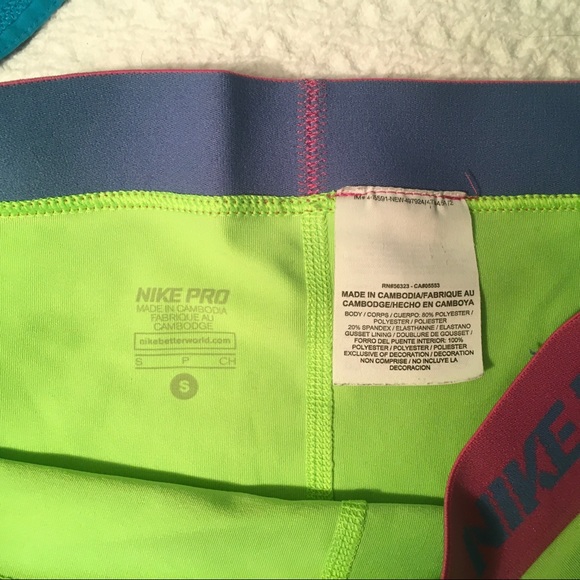 NIKE PRO
MADE IN CAMBODIA
FABRIQUÉ AU
CAMBODGE
nikebetterworld.com
S P CH
S
RN#56323 - CA#05553
MADE IN CAMBODIA/FABRIQUE AU
CAMBODGE/HECHO EN CAMBOYA
BODY / CORPS / CUERPO: 80% POLYESTER /
POLYESTER / POLIESTER
20% SPANDEX / ELASTHANNE / ELASTANO
GUSSET LINING / DOUBLURE DE GOUSSET /
FORRO DEL PUENTE INTERIOR: 100%
POLYESTER / POLYESTER / POLIESTER
EXCLUSIVE OF DECORATION / DECORATION
NON COMPRISE / NO INCLUYE LA
DECORACION
NIKE